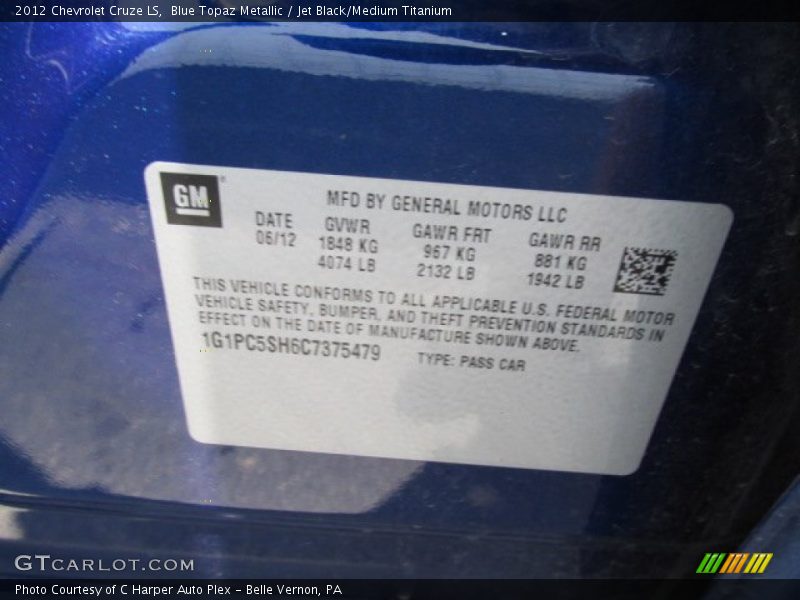 2012 Chevrolet Cruze LS, Blue Topaz Metallic / Jet Black/Medium Titanium
GM
MFD BY GENERAL MOTORS LLC
DATE GVWR GAWR FRT GAWR RR
06/12 1848 KG 967 KG 881 KG
4074 LB 2132 LB 1942 LB
THIS VEHICLE CONFORMS TO ALL APPLICABLE U.S. FEDERAL MOTOR
VEHICLE SAFETY, BUMPER, AND THEFT PREVENTION STANDARDS IN
EFFECT ON THE DATE OF MANUFACTURE SHOWN ABOVE.
1G1PC5SH6C7375479 TYPE: PASS CAR
GTCARLOT.COM
Photo Courtesy of C Harper Auto Plex - Belle Vernon, PA